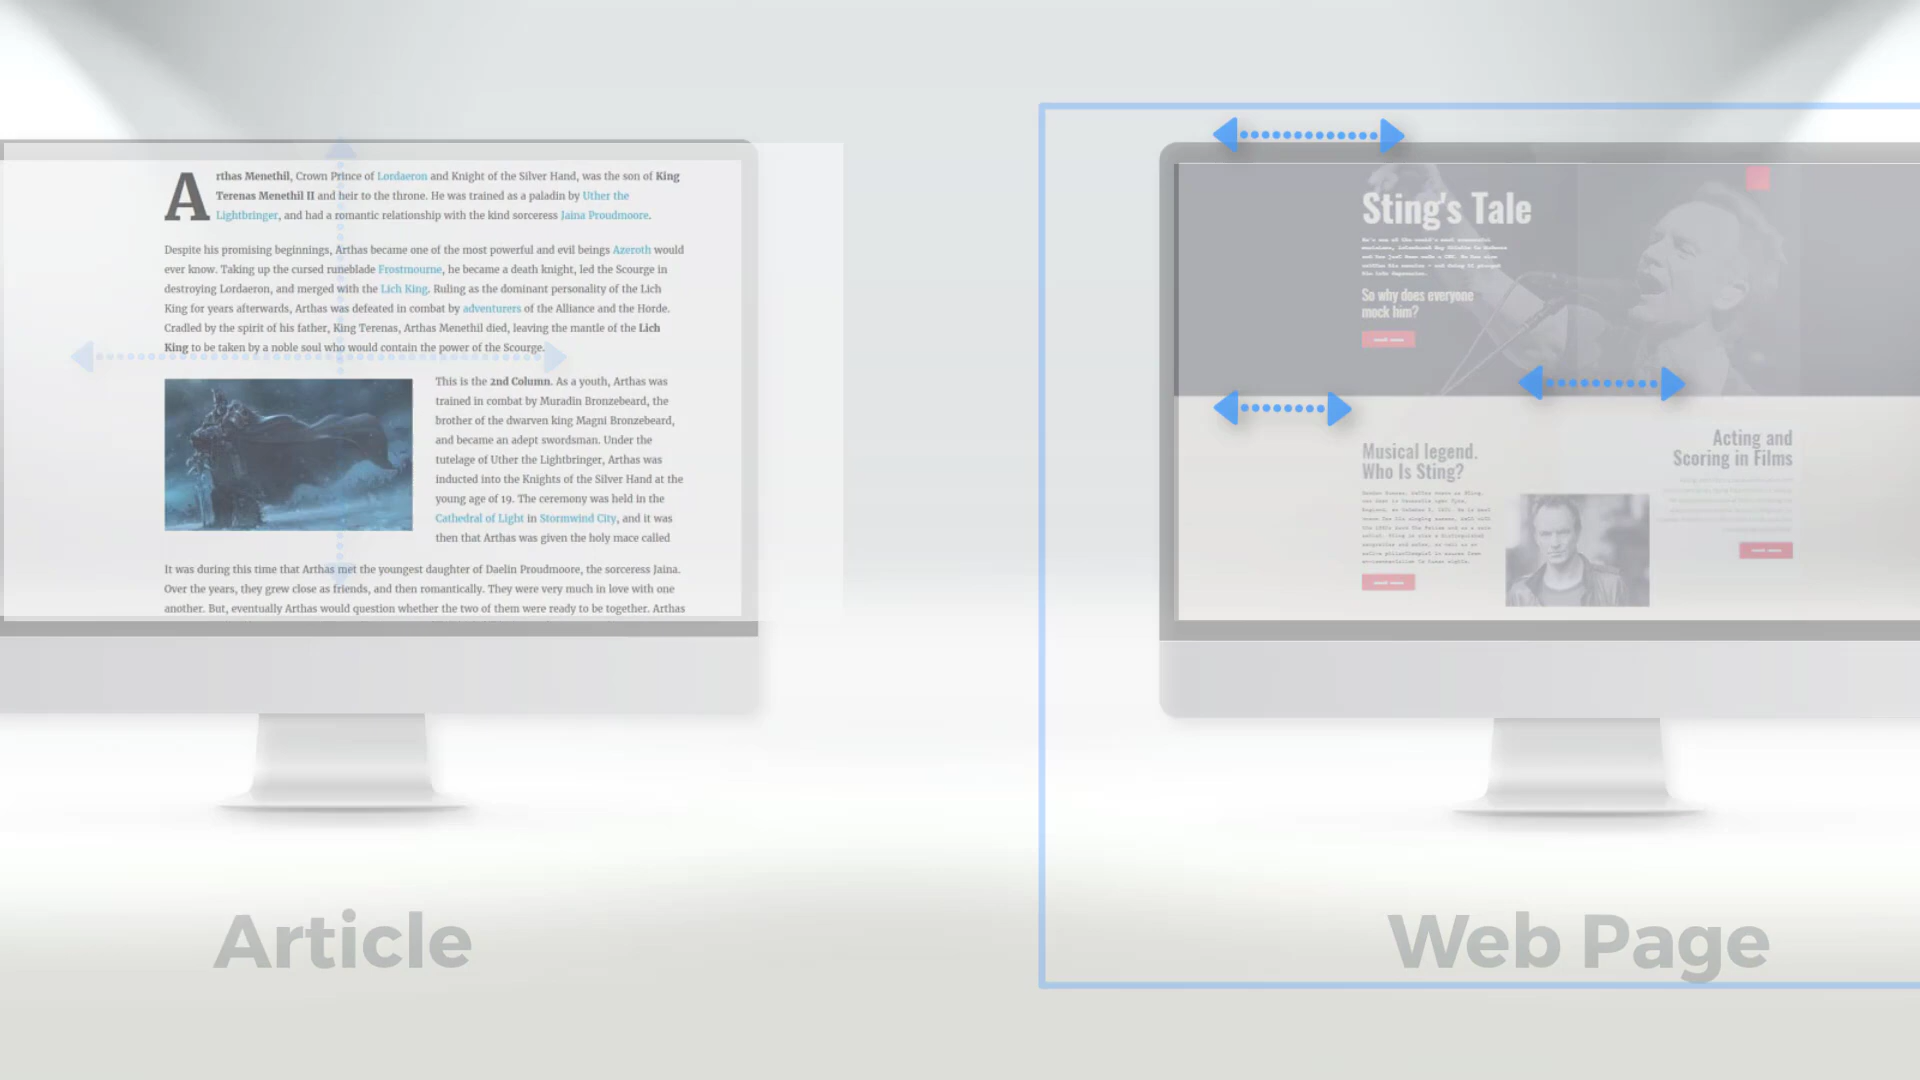 Arthas Menethil, Crown Prince of Lordaeron and Knight of the Silver Hand, was the son of King
Terenas Menethil II and heir to the throne. He was trained as a paladin by Uther the
Lightbringer, and had a romantic relationship with the kind sorceress Jaina Proudmoore.
Despite his promising beginnings, Arthas became one of the most powerful and evil beings Azeroth would
ever know. Taking up the cursed runeblade Frostmourne, he became a death knight, led the Scourge in
destroying Lordaeron, and merged with the Lich King. Ruling as the dominant personality of the Lich
King for years afterwards, Arthas was defeated in combat by adventurers of the Alliance and the Horde.
Cradled by the spirit of his father, King Terenas, Arthas Menethil died, leaving the mantle of the Lich
King to be taken by a noble soul who would contain the power of the Scourge.
This is the 2nd Column. As a youth, Arthas was
trained in combat by Muradin Bronzebeard, the
brother of the dwarven king Magni Bronzebeard,
and became an adept swordsman. Under the
tutelage of Uther the Lightbringer, Arthas was
inducted into the Knights of the Silver Hand at the
young age of 19. The ceremony was held in the
Cathedral of Light in Stormwind City, and it was
then that Arthas was given the holy mace called
It was during this time that Arthas met the youngest daughter of Daelin Proudmoore, the sorceress Jaina.
Over the years, they grew close as friends, and then romantically. They were very much in love with one
another. But, eventually Arthas would question whether the two of them were ready to be together. Arthas
Article
Sting's Tale
So why does everyone
mock him?
Musical legend.
Who Is Sting?
Acting and
Scoring in Films
Web Page